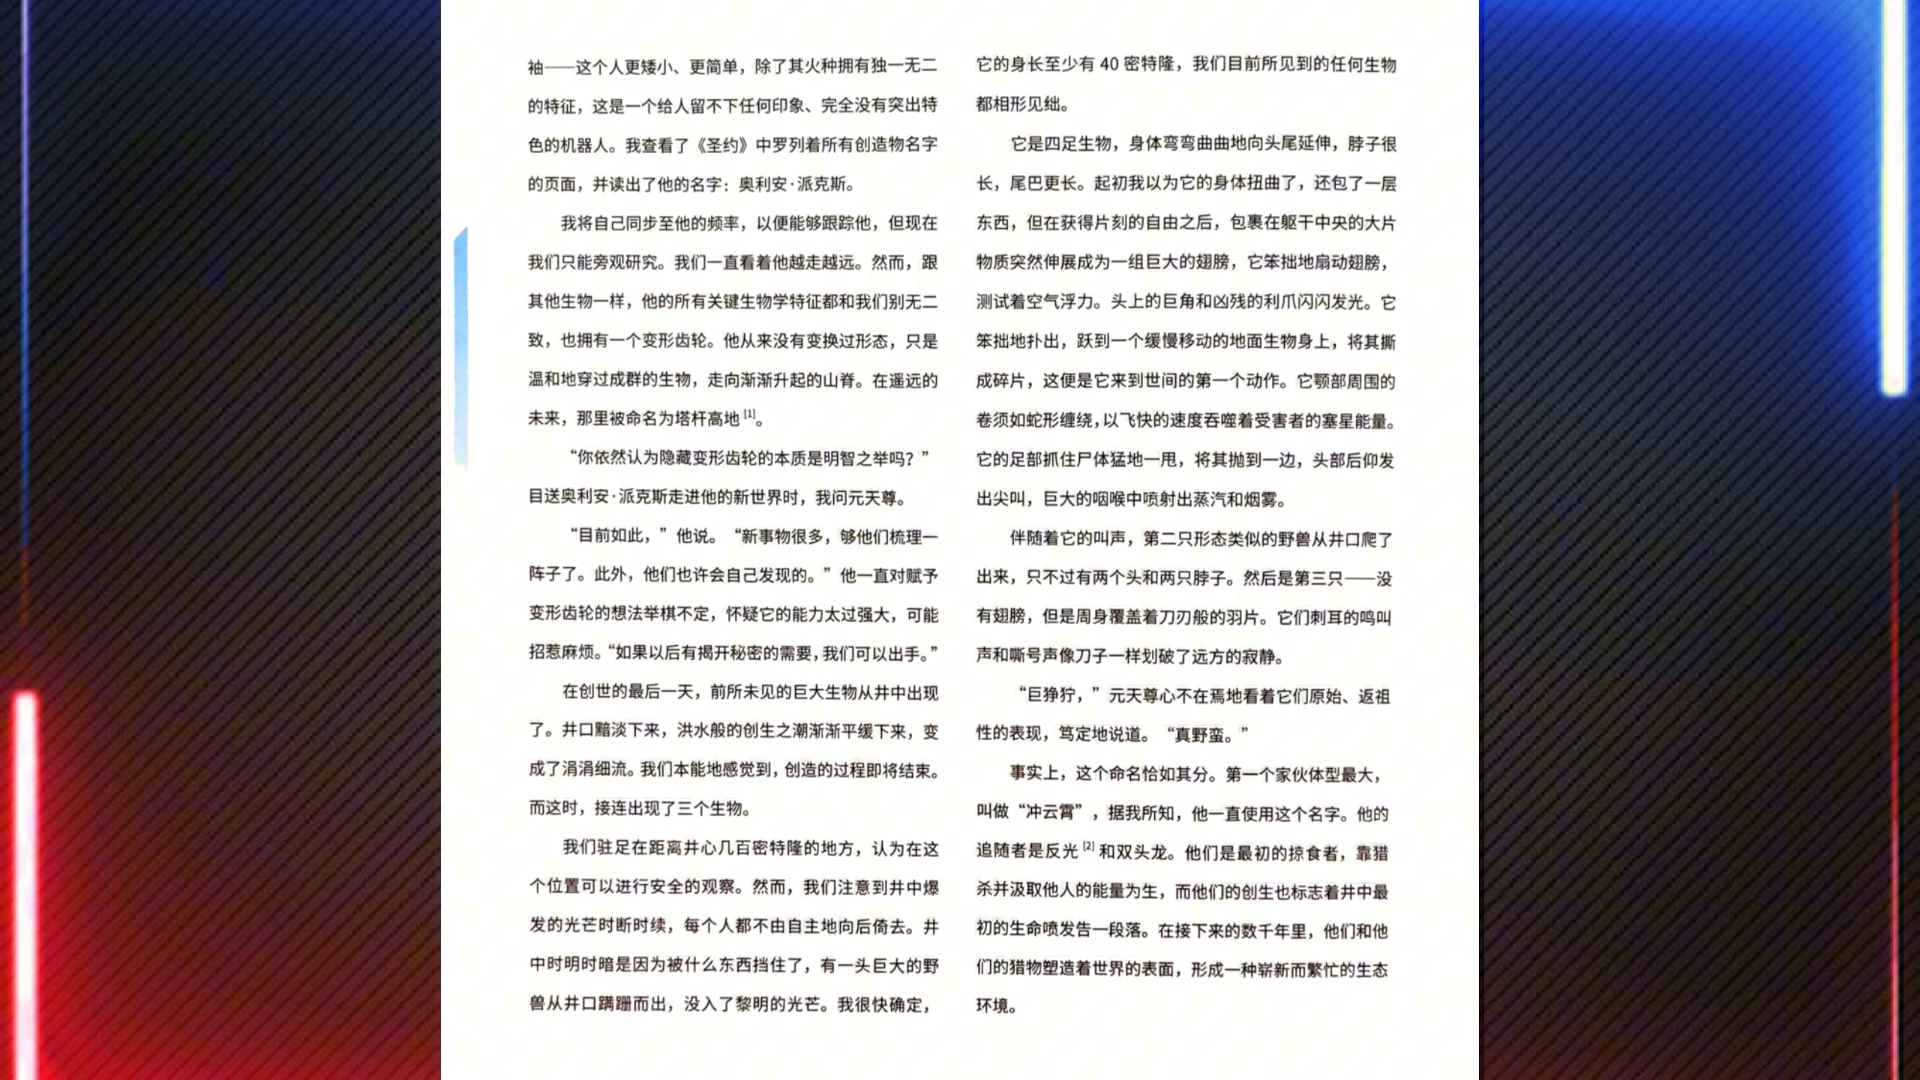 袖——这个人更矮小、更简单，除了其火种拥有独一无二
的特征，这是一个给人留不下任何印象、完全没有突出特
色的机器人。我查看了《圣约》中罗列着所有创造物名字
的页面，并读出了他的名字：奥利安·派克斯。
我将自己同步至他的频率，以便能够跟踪他，但现在
我们只能旁观研究。我们一直看着他越走越远。然而，跟
其他生物一样，他的所有关键生物学特征都和我们别无二
致，也拥有一个变形齿轮。他从来没有变换过形态，只是
温和地穿过成群的生物，走向渐渐升起的山脊。在遥远的
未来，那里被命名为塔杆高地[1]。
“你依然认为隐藏变形齿轮的本质是明智之举吗？”
目送奥利安·派克斯走进他的新世界时，我问元天尊。
“目前如此，”他说。“新事物很多，够他们梳理一
阵子了。此外，他们也许会自己发现的。”他一直对赋予
变形齿轮的想法举棋不定，怀疑它的能力太过强大，可能
招惹麻烦。“如果以后有揭开秘密的需要，我们可以出手。”
在创世的最后一天，前所未见的巨大生物从井中出现
了。井口黯淡下来，洪水般的创生之潮渐渐平缓下来，变
成了涓涓细流。我们本能地感觉到，创造的过程即将结束。
而这时，接连出现了三个生物。
我们驻足在距离井心几百密特隆的地方，认为在这
个位置可以进行安全的观察。然而，我们注意到井中爆
发的光芒时断时续，每个人都不由自主地向后倚去。井
中时明时暗是因为被什么东西挡住了，有一头巨大的野
兽从井口蹒跚而出，没入了黎明的光芒。我很快确定，
它的身长至少有 40 密特隆，我们目前所见到的任何生物
都相形见绌。
它是四足生物，身体弯弯曲曲地向头尾延伸，脖子很
长，尾巴更长。起初我以为它的身体扭曲了，还包了一层
东西，但在获得片刻的自由之后，包裹在躯干中央的大片
物质突然伸展成为一组巨大的翅膀，它笨拙地扇动翅膀，
测试着空气浮力。头上的巨角和凶残的利爪闪闪发光。它
笨拙地扑出，跃到一个缓慢移动的地面生物身上，将其撕
成碎片，这便是它来到世间的第一个动作。它颚部周围的
卷须如蛇形缠绕，以飞快的速度吞噬着受害者的塞星能量。
它的足部抓住尸体猛地一甩，将其抛到一边，头部后仰发
出尖叫，巨大的咽喉中喷射出蒸汽和烟雾。
伴随着它的叫声，第二只形态类似的野兽从井口爬了
出来，只不过有两个头和两只脖子。然后是第三只——没
有翅膀，但是周身覆盖着刀刃般的羽片。它们刺耳的鸣叫
声和嘶号声像刀子一样划破了远方的寂静。
“巨狰狞，”元天尊心不在焉地看着它们原始、返祖
性的表现，笃定地说道。“真野蛮。”
事实上，这个命名恰如其分。第一个家伙体型最大，
叫做“冲云霄”，据我所知，他一直使用这个名字。他的
追随者是反光[2]和双头龙。他们是最初的掠食者，靠猎
杀并汲取他人的能量为生，而他们的创生也标志着井中最
初的生命喷发告一段落。在接下来的数千年里，他们和他
们的猎物塑造着世界的表面，形成一种崭新而繁忙的生态
环境。